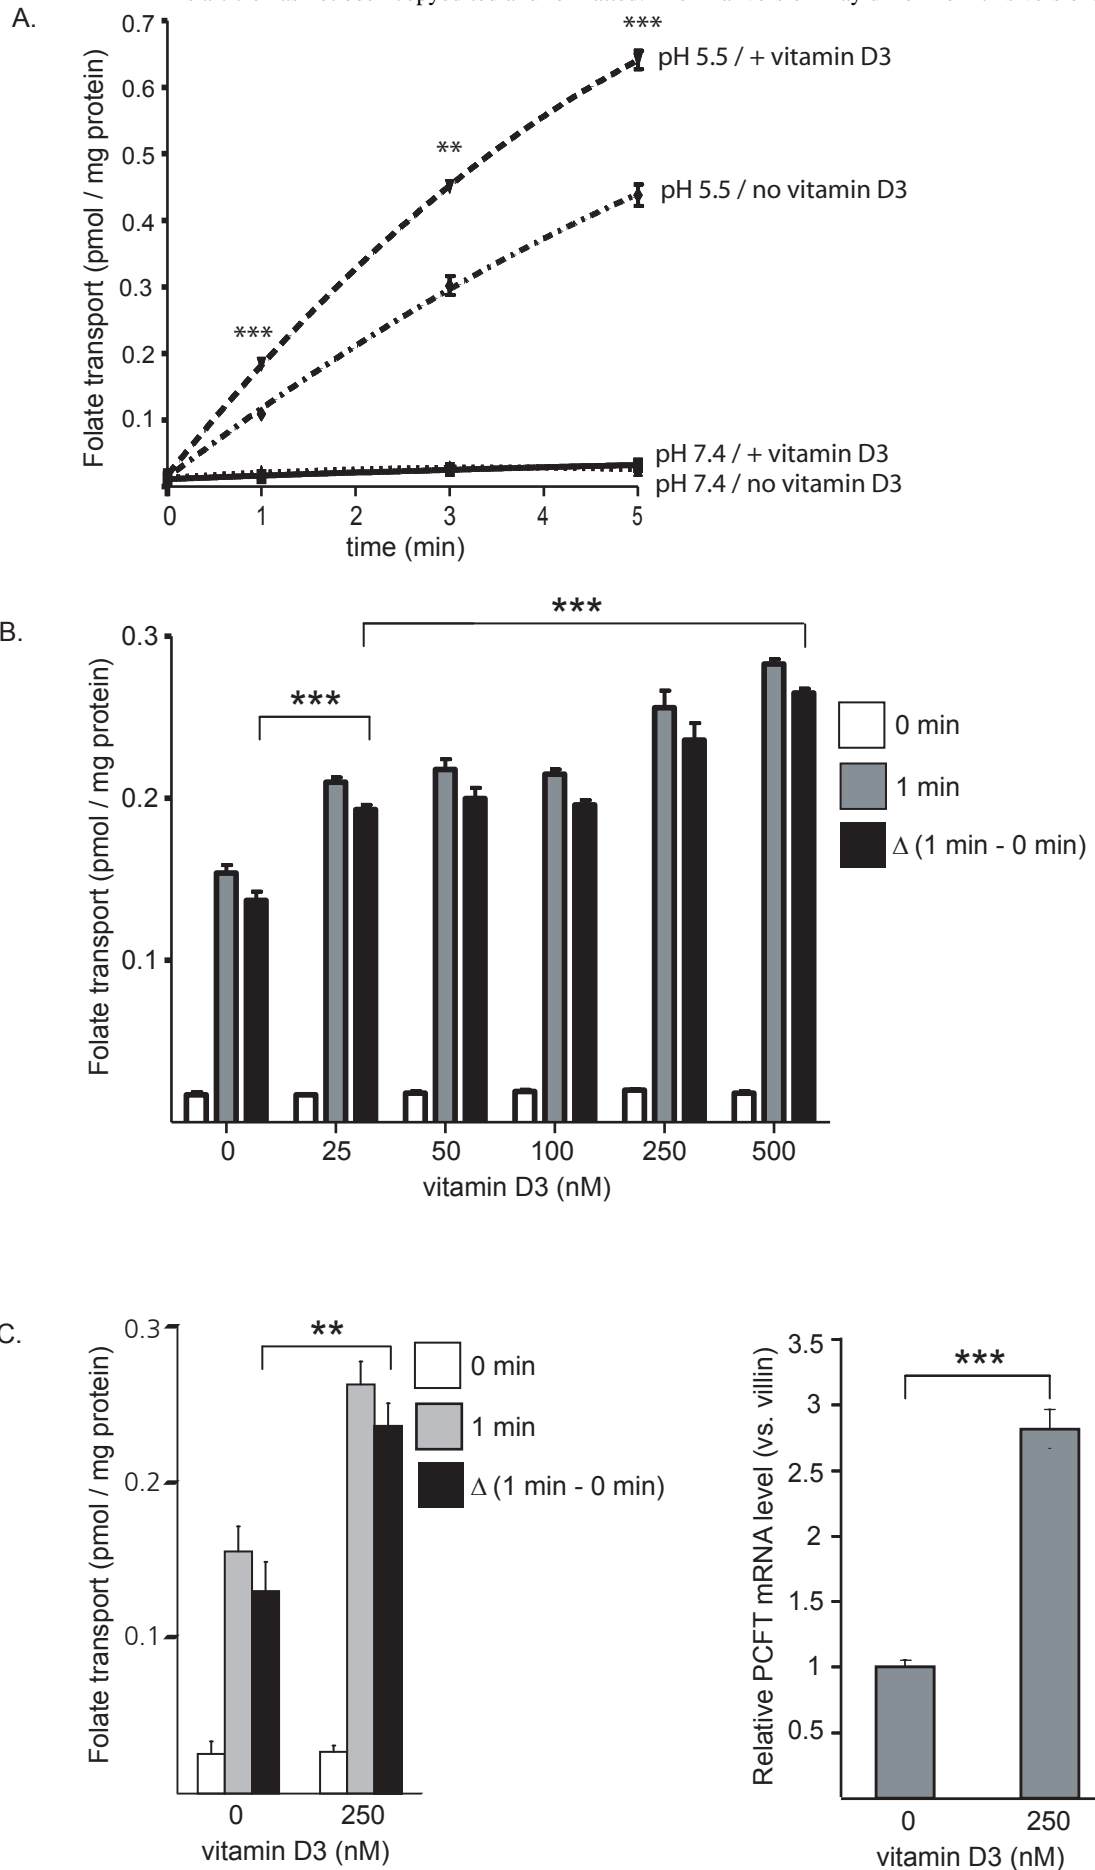 A.
0.7
0.6
0.5
0.4
0.3
0.2
0.1
Folate transport (pmol / mg protein)
***
**
***
pH 5.5 / + vitamin D3
pH 5.5 / no vitamin D3
pH 7.4 / + vitamin D3
pH 7.4 / no vitamin D3
0 1 2 3 4 5
time (min)
B.
0.3
0.2
0.1
Folate transport (pmol / mg protein)
***
***
0 min
1 min
Δ (1 min - 0 min)
0 25 50 100 250 500
vitamin D3 (nM)
C.
0.3
0.2
0.1
Folate transport (pmol / mg protein)
**
0 min
1 min
Δ (1 min - 0 min)
0 250
vitamin D3 (nM)
3.5
3
2.5
2
1.5
1
0.5
Relative PCFT mRNA level (vs. villin)
***
0 250
vitamin D3 (nM)